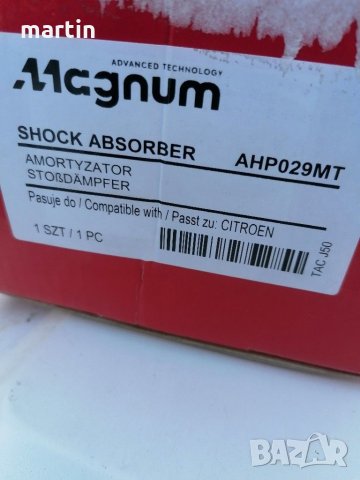 martin
ADVANCED TECHNOLOGY
Magnum
SHOCK ABSORBER AHP029MT
AMORTYZATOR
STOßDÄMPFER
Pasuje do / Compatible with / Passt zu: CITROEN
1 SZT / 1 PC
TAC J50
BAZAR